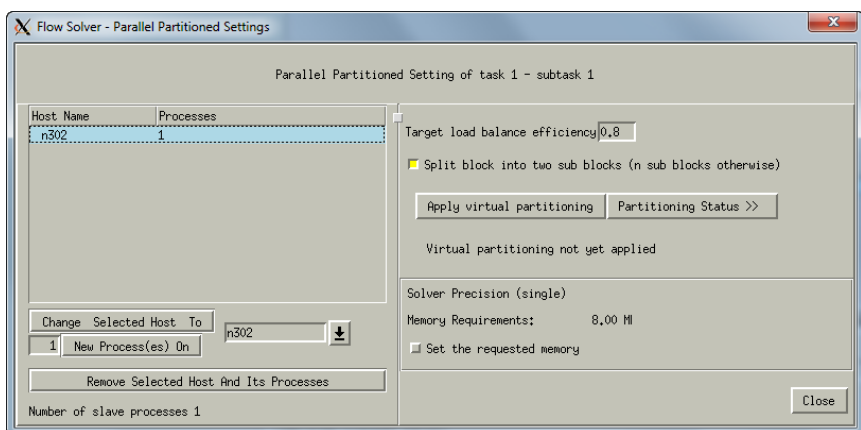 Flow Solver - Parallel Partitioned Settings
Parallel Partitioned Setting of task 1 - subtask 1
Host Name Processes
n302 1
Change Selected Host To
1 New Process(es) On
n302
Remove Selected Host And Its Processes
Number of slave processes 1
Target load balance efficiency 0.8
Split block into two sub blocks (n sub blocks otherwise)
Apply virtual partitioning Partitioning Status >>
Virtual partitioning not yet applied
Solver Precision (single)
Memory Requirements: 8.00 MI
Set the requested memory
Close